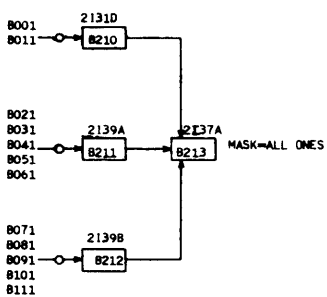 2131D
B001
B011
B210
B021
B031
B041
B051
B061
2139A
B211
2137A
B213
MASK=ALL ONES
B071
B081
B091
B101
B111
2139B
B212